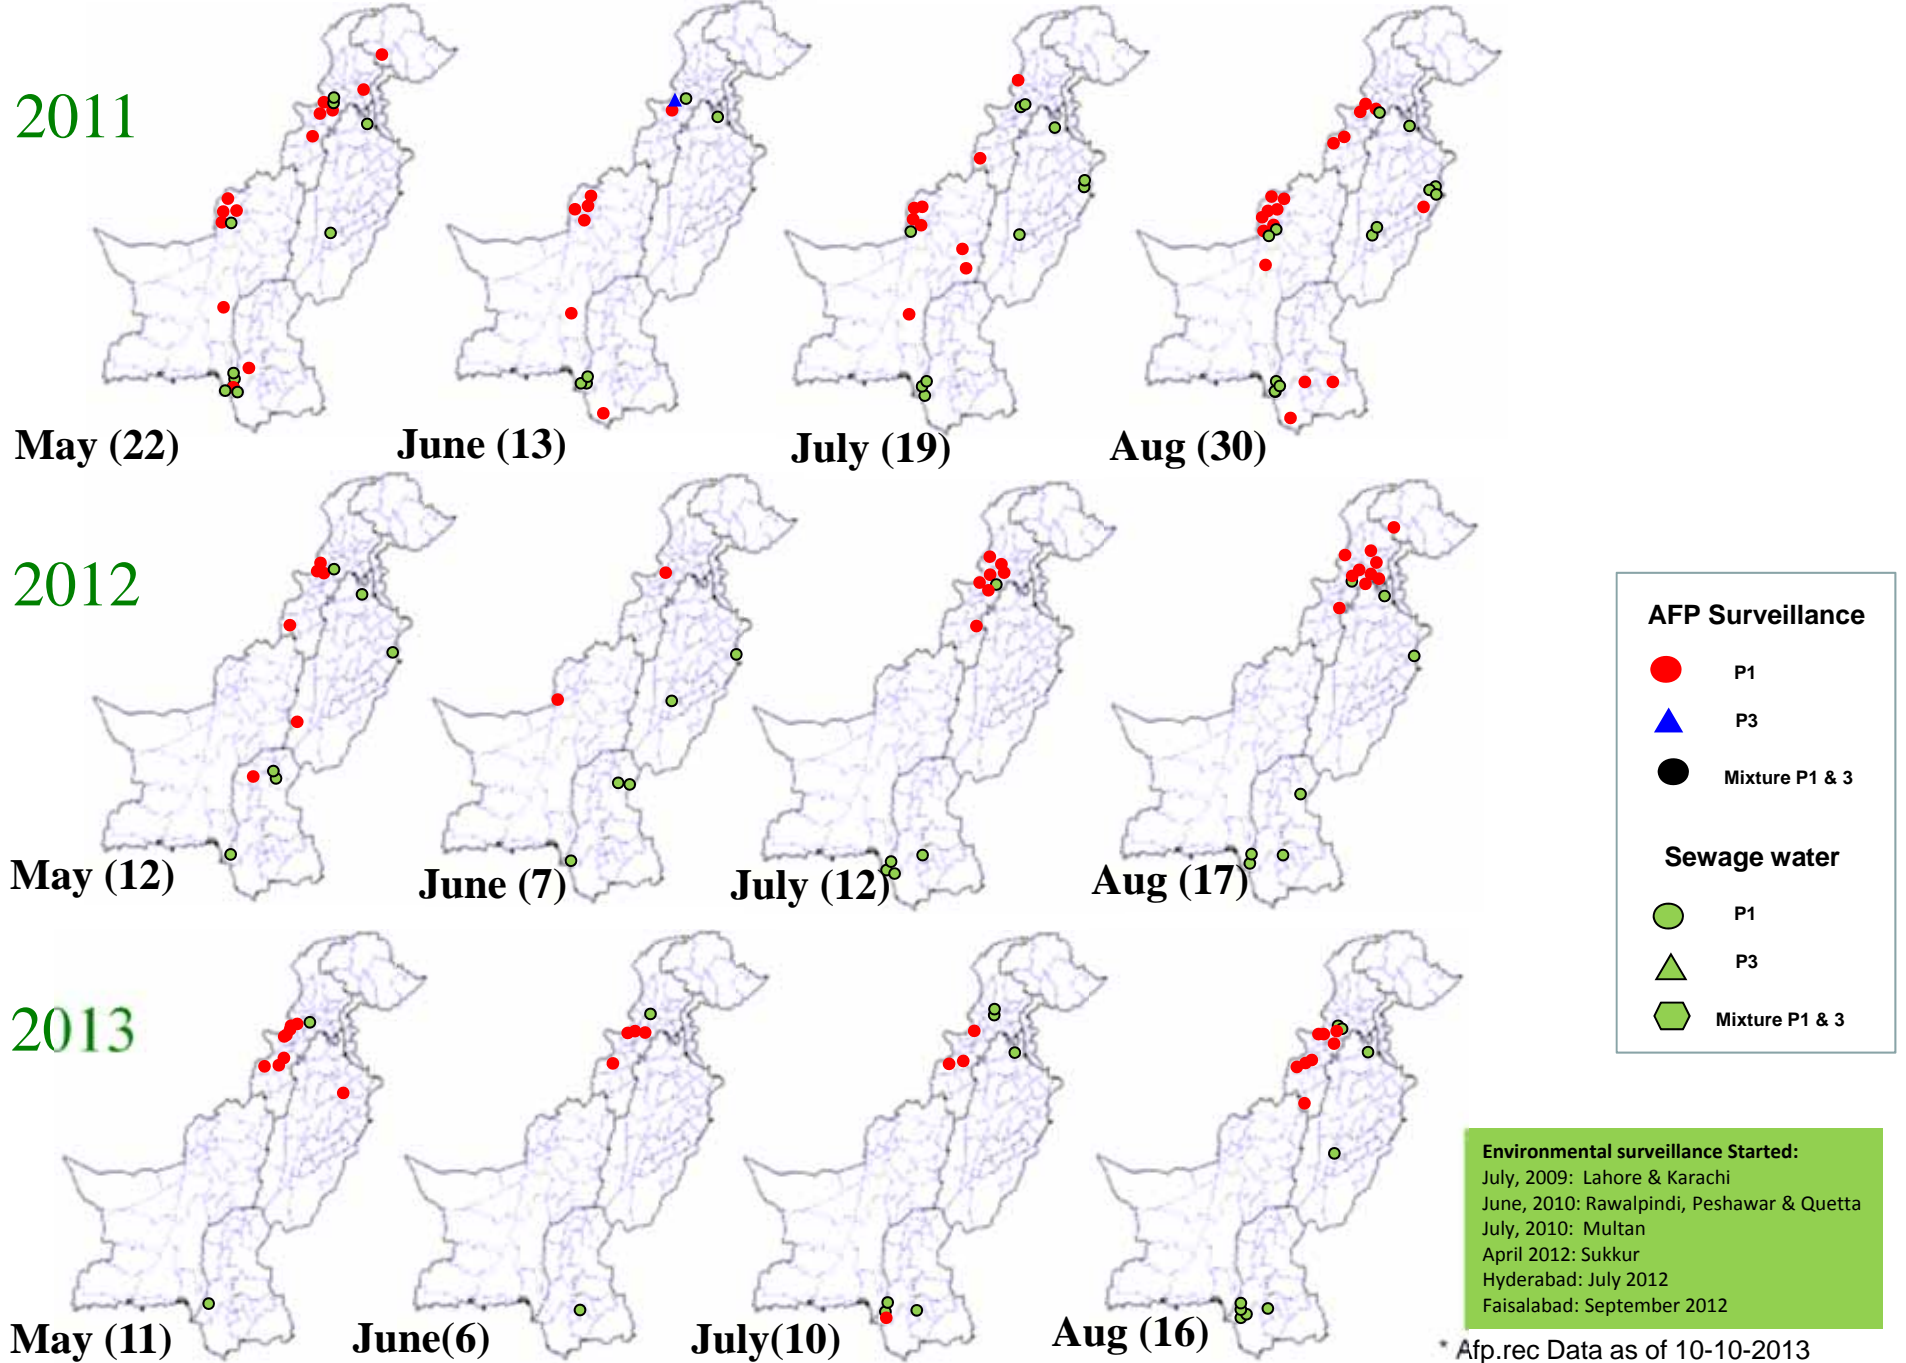 2011
May (22)
June (13)
July (19)
Aug (30)
2012
May (12)
June (7)
July (12)
Aug (17)
2013
May (11)
June(6)
July(10)
Aug (16)
AFP Surveillance
P1
P3
Mixture P1 & 3
Sewage water
P1
P3
Mixture P1 & 3
Environmental surveillance Started:
July, 2009: Lahore & Karachi
June, 2010: Rawalpindi, Peshawar & Quetta
July, 2010: Multan
April 2012: Sukkur
Hyderabad: July 2012
Faisalabad: September 2012
* Afp.rec Data as of 10-10-2013